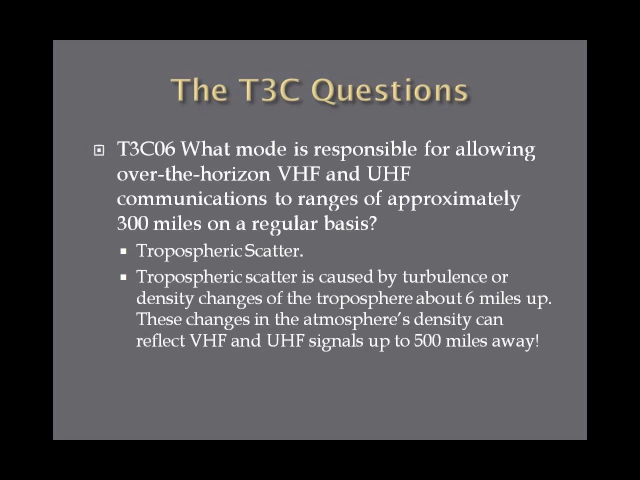 The T3C Questions
T3C06 What mode is responsible for allowing
over-the-horizon VHF and UHF
communications to ranges of approximately
300 miles on a regular basis?
Tropospheric Scatter.
Tropospheric scatter is caused by turbulence or
density changes of the troposphere about 6 miles up.
These changes in the atmosphere's density can
reflect VHF and UHF signals up to 500 miles away!